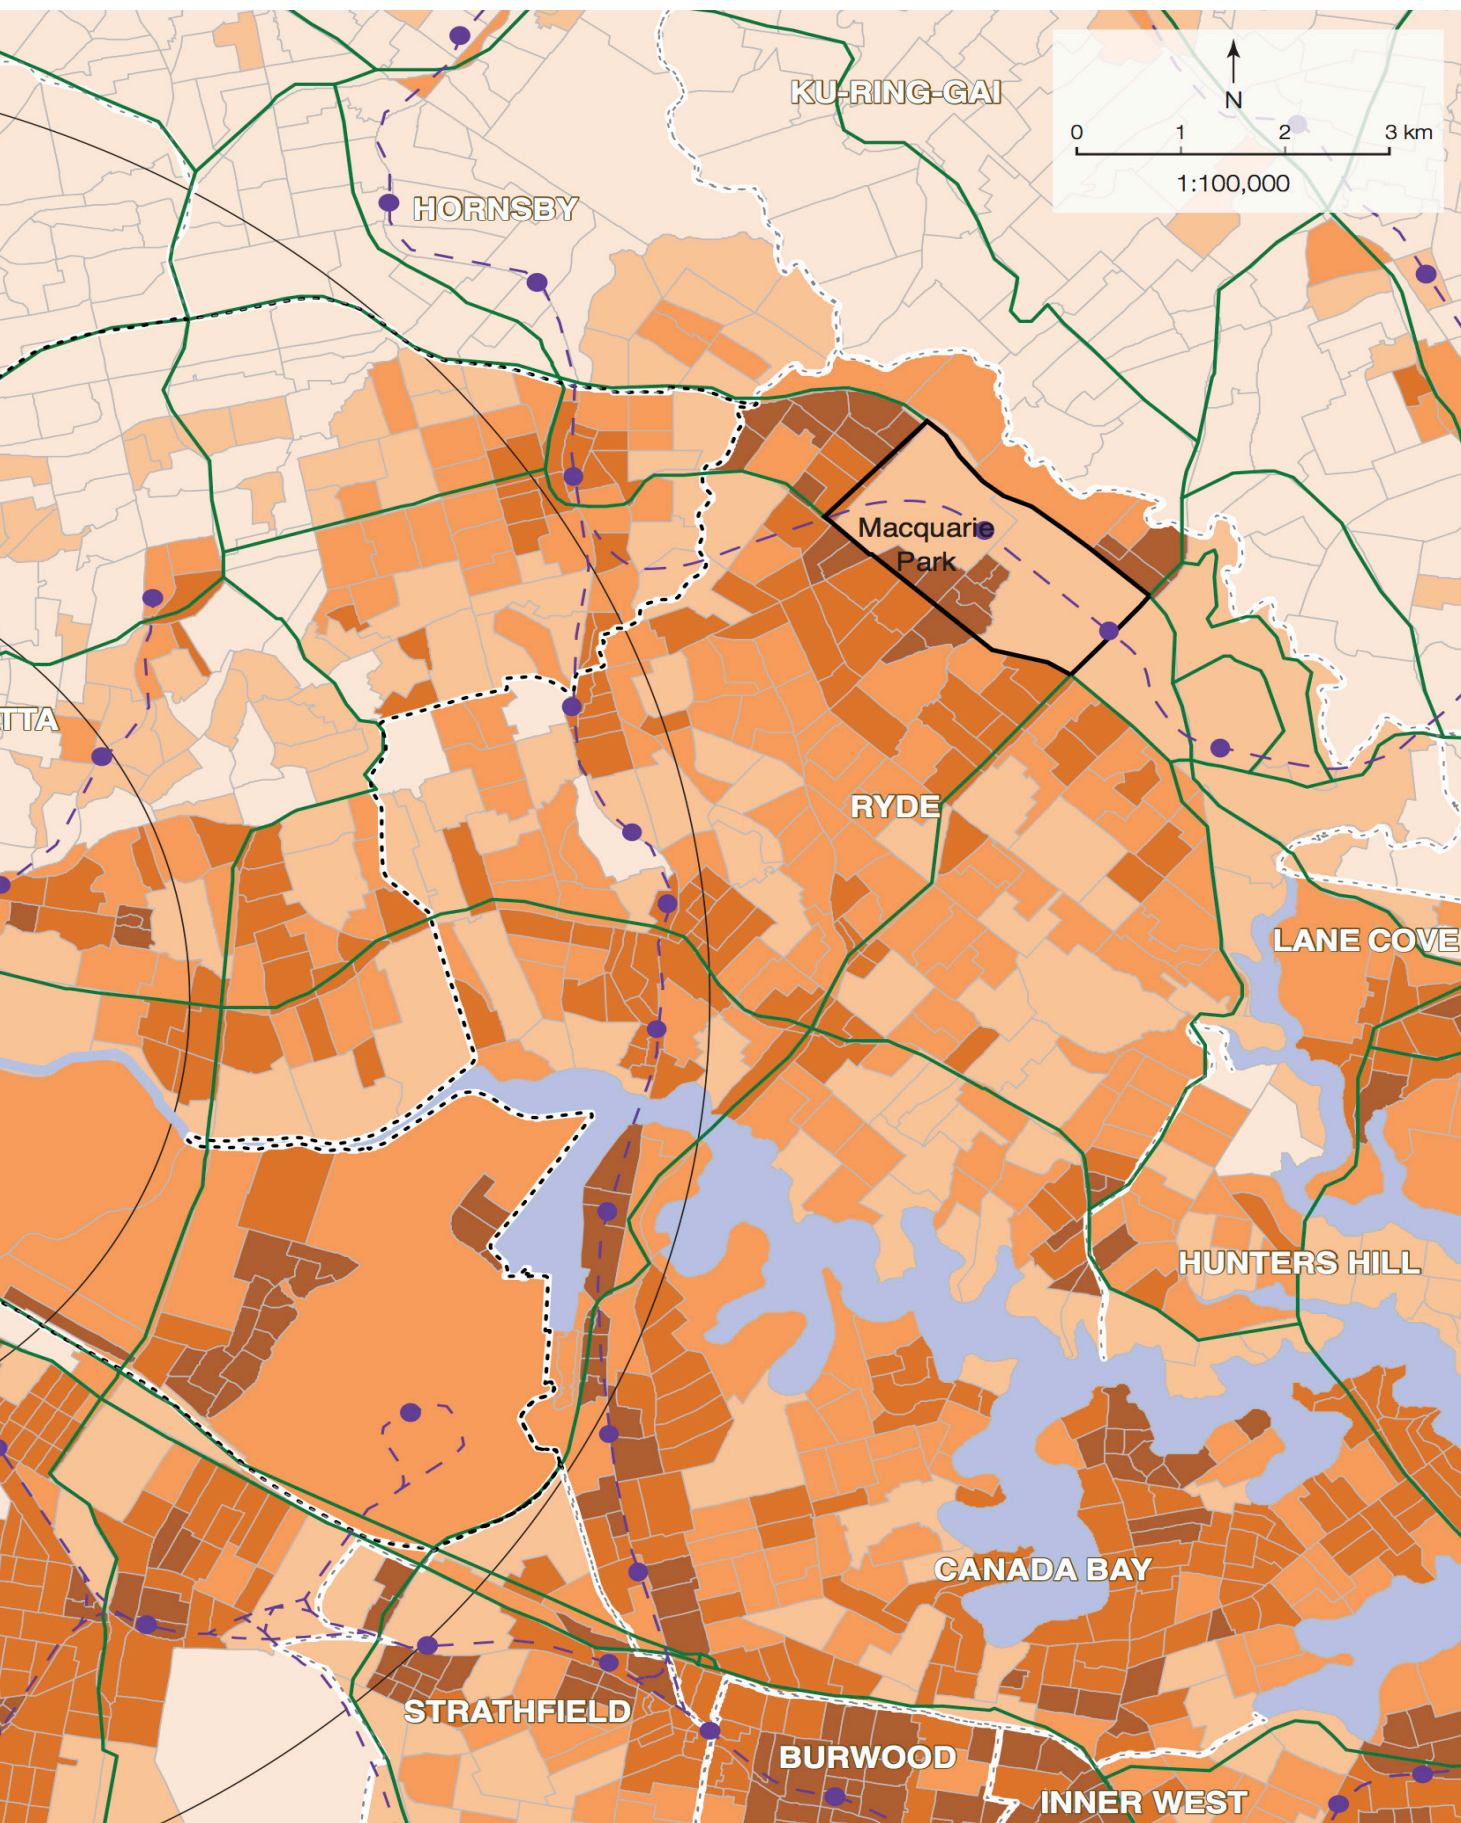 KU-RING-GAI
N
0 1 2 3 km
1:100,000
HORNSBY
Macquarie
Park
TTA
RYDE
LANE COVE
HUNTERS HILL
CANADA BAY
STRATHFIELD
BURWOOD
INNER WEST